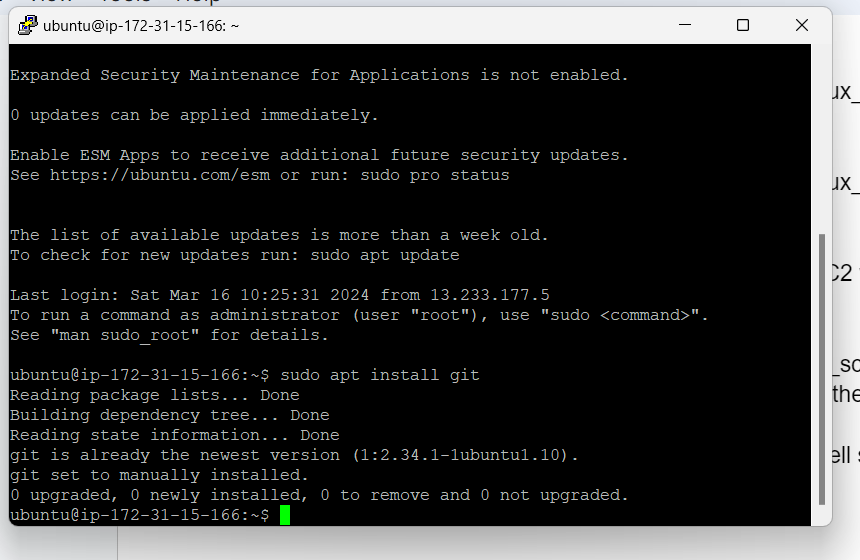 ubuntu@ip-172-31-15-166: ~
Expanded Security Maintenance for Applications is not enabled.
0 updates can be applied immediately.
Enable ESM Apps to receive additional future security updates.
See https://ubuntu.com/esm or run: sudo pro status
The list of available updates is more than a week old.
To check for new updates run: sudo apt update
Last login: Sat Mar 16 10:25:31 2024 from 13.233.177.5
To run a command as administrator (user "root"), use "sudo <command>".
See "man sudo_root" for details.
ubuntu@ip-172-31-15-166:~$ sudo apt install git
Reading package lists... Done
Building dependency tree... Done
Reading state information... Done
git is already the newest version (1:2.34.1-1ubuntu1.10).
git set to manually installed.
0 upgraded, 0 newly installed, 0 to remove and 0 not upgraded.
ubuntu@ip-172-31-15-166:~$